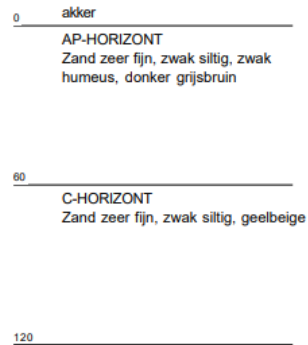 0 akker
AP-HORIZONT
Zand zeer fijn, zwak siltig, zwak
humeus, donker grijsbruin
60
C-HORIZONT
Zand zeer fijn, zwak siltig, geelbeige
120